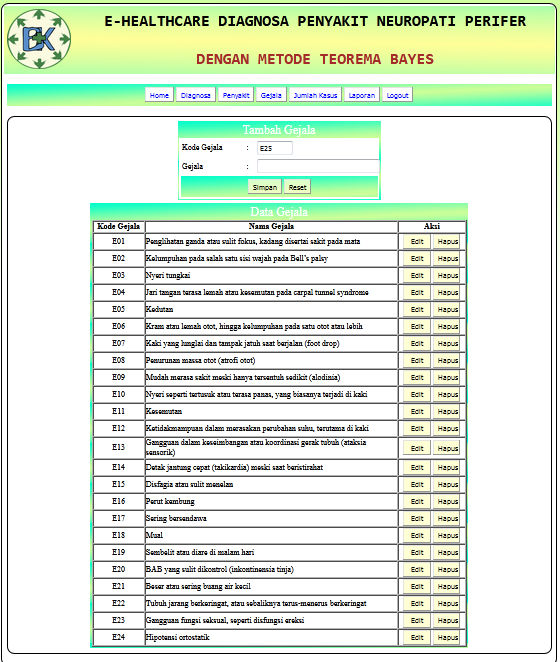 E-HEALTHCARE DIAGNOSA PENYAKIT NEUROPATI PERIFER
DENGAN METODE TEOREMA BAYES
Home Diagnosa Penyakit Gejala Jumlah Kasus Laporan Logout
Tambah Gejala
Kode Gejala : E25
Gejala :
Simpan Reset
Data Gejala
Kode Gejala Nama Gejala Aksi
E01 Penglihatan ganda atau sulit fokus, kadang disertai sakit pada mata Edit Hapus
E02 Kelumpuhan pada salah satu sisi wajah pada Bell's palsy Edit Hapus
E03 Nyeri tungkai Edit Hapus
E04 Jari tangan terasa lemah atau kesemutan pada carpal tunnel syndrome Edit Hapus
E05 Kedutan Edit Hapus
E06 Kram atau lemah otot, hingga kelumpuhan pada satu otot atau lebih Edit Hapus
E07 Kaki yang lunglai dan tampak jatuh saat berjalan (foot drop) Edit Hapus
E08 Penurunan massa otot (atrofi otot) Edit Hapus
E09 Mudah merasa sakit meski hanya tersentuh sedikit (alodinia) Edit Hapus
E10 Nyeri seperti tertusuk atau terasa panas, yang biasanya terjadi di kaki Edit Hapus
E11 Kesemutan Edit Hapus
E12 Ketidakmampuan dalam merasakan perubahan suhu, terutama di kaki Edit Hapus
E13 Gangguan dalam keseimbangan atau koordinasi gerak tubuh (ataksia
sensorik) Edit Hapus
E14 Detak jantung cepat (takikardia) meski saat beristirahat Edit Hapus
E15 Disfagia atau sulit menelan Edit Hapus
E16 Perut kembung Edit Hapus
E17 Sering bersendawa Edit Hapus
E18 Mual Edit Hapus
E19 Sembelit atau diare di malam hari Edit Hapus
E20 BAB yang sulit dikontrol (inkontinensia tinja) Edit Hapus
E21 Beser atau sering buang air kecil Edit Hapus
E22 Tubuh jarang berkeringat, atau sebaliknya terus-menerus berkeringat Edit Hapus
E23 Gangguan fungsi seksual, seperti disfungsi ereksi Edit Hapus
E24 Hipotensi ortostatik Edit Hapus